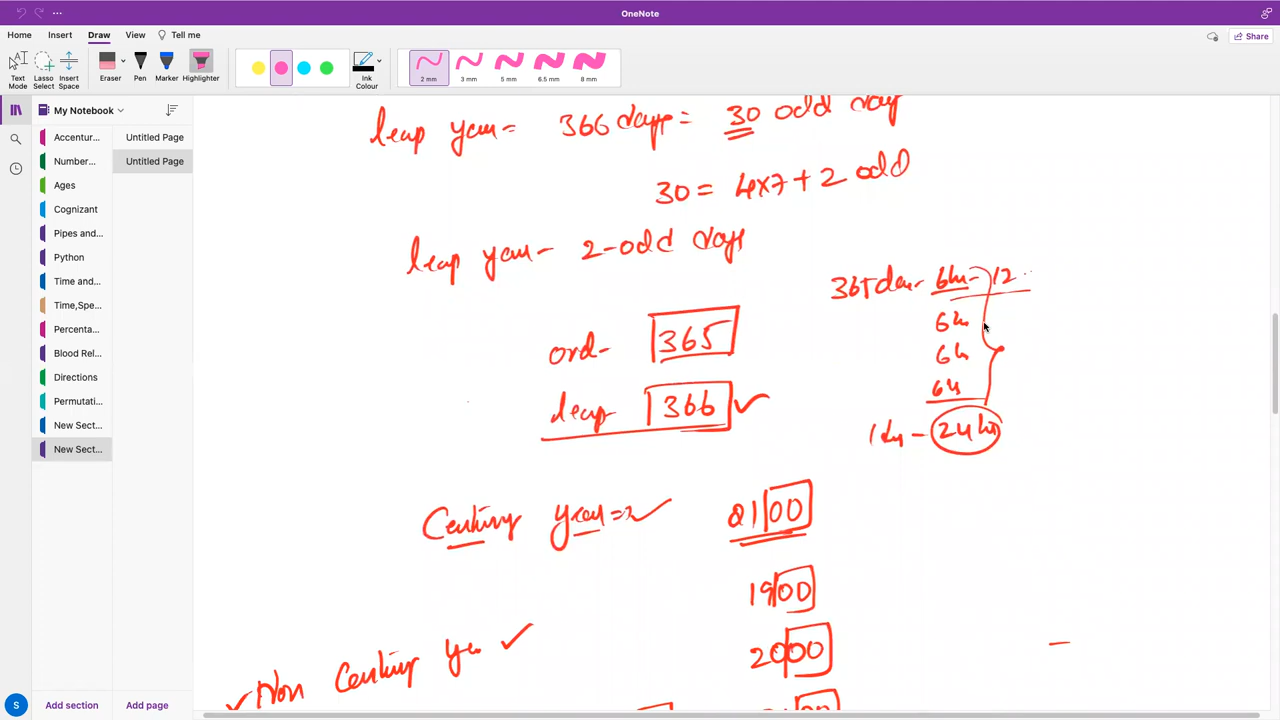 OneNote
Home Insert Draw View Tell me
Share
Text Mode
Lasso Select
Insert Space
Eraser
Pen
Marker
Highlighter
Ink Colour
2 mm
3 mm
5 mm
6.5 mm
8 mm
My Notebook
Accentur...
Number...
Ages
Cognizant
Pipes and...
Python
Time and...
Time,Spe...
Percenta...
Blood Rel...
Directions
Permutati...
New Sect...
New Sect...
Untitled Page
Untitled Page
S
Add section
Add page
leap year = 366 days = 30 odd day
30 = 4x7 + 2 odd
leap year - 2-odd days
365 day - 6hr - 12
6h
6h
6h
1 day - 24 hr
ord- 365
leap 366 ✓
Century year = ✓ 2100
1900
2000
✓ Non Century Ye ✓